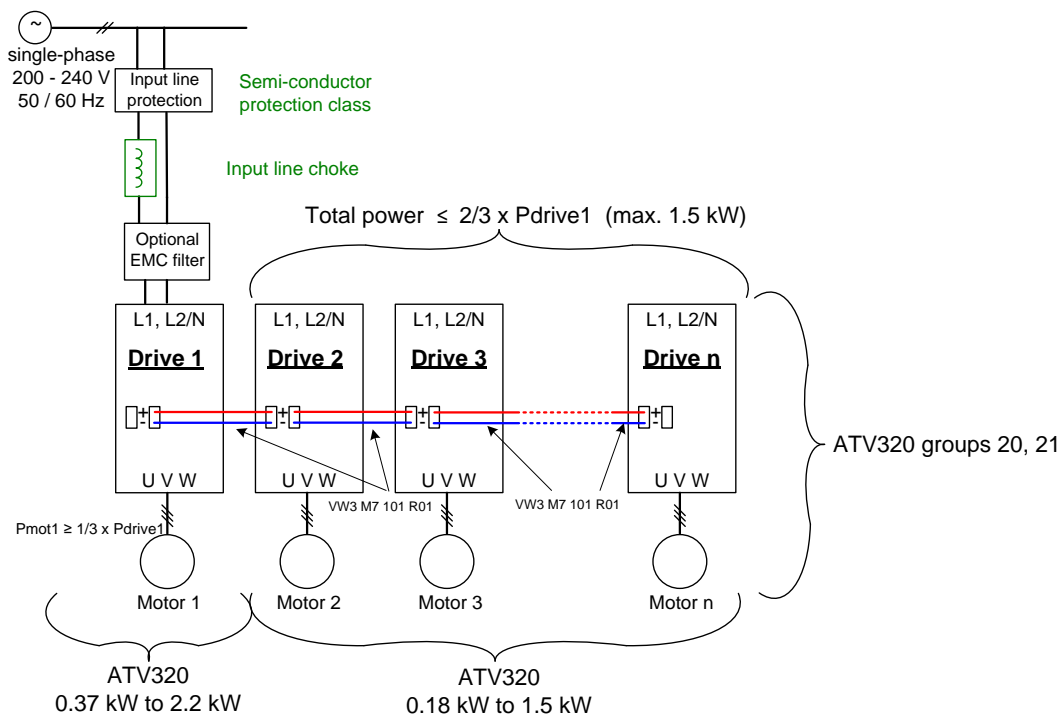 ~
single-phase
200 - 240 V
50 / 60 Hz
Input line
protection
Semi-conductor
protection class
Input line choke
Total power ≤ 2/3 x Pdrive1 (max. 1.5 kW)
Optional
EMC filter
L1, L2/N
L1, L2/N
L1, L2/N
L1, L2/N
Drive 1
Drive 2
Drive 3
Drive n
+
-
+
-
+
-
+
-
ATV320 groups 20, 21
U V W
U V W
U V W
U V W
VW3 M7 101 R01
VW3 M7 101 R01
Pmot1 ≥ 1/3 x Pdrive1
Motor 1
Motor 2
Motor 3
Motor n
ATV320
0.37 kW to 2.2 kW
ATV320
0.18 kW to 1.5 kW